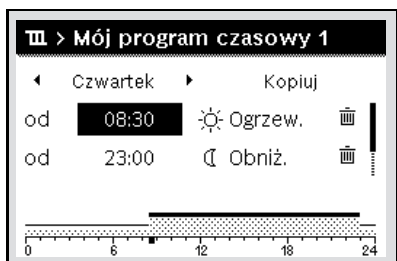 > Mój program czasowy 1
Czwartek Kopiuj
od 08:30 Ogrzew.
od 23:00 Obniż.
0 6 12 18 24